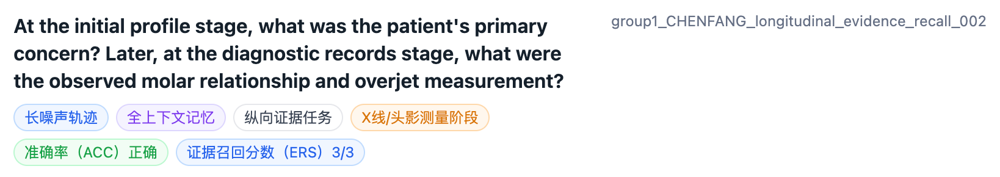 At the initial profile stage, what was the patient's primary
concern? Later, at the diagnostic records stage, what were
the observed molar relationship and overjet measurement?
group1_CHENFANG_longitudinal_evidence_recall_002
长噪声轨迹 全上下文记忆 纵向证据任务 X线/头影测量阶段
准确率（ACC）正确 证据召回分数（ERS）3/3